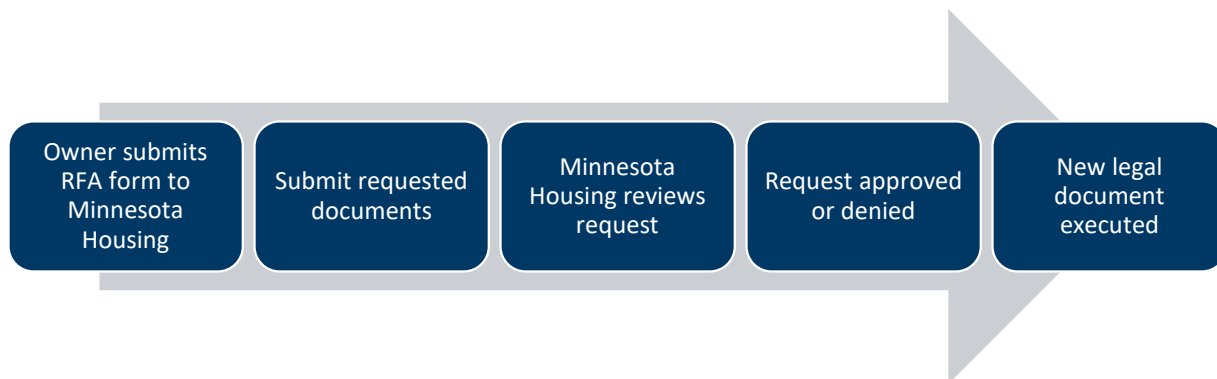 Owner submits
RFA form to
Minnesota
Housing
Submit requested
documents
Minnesota
Housing reviews
request
Request approved
or denied
New legal
document
executed